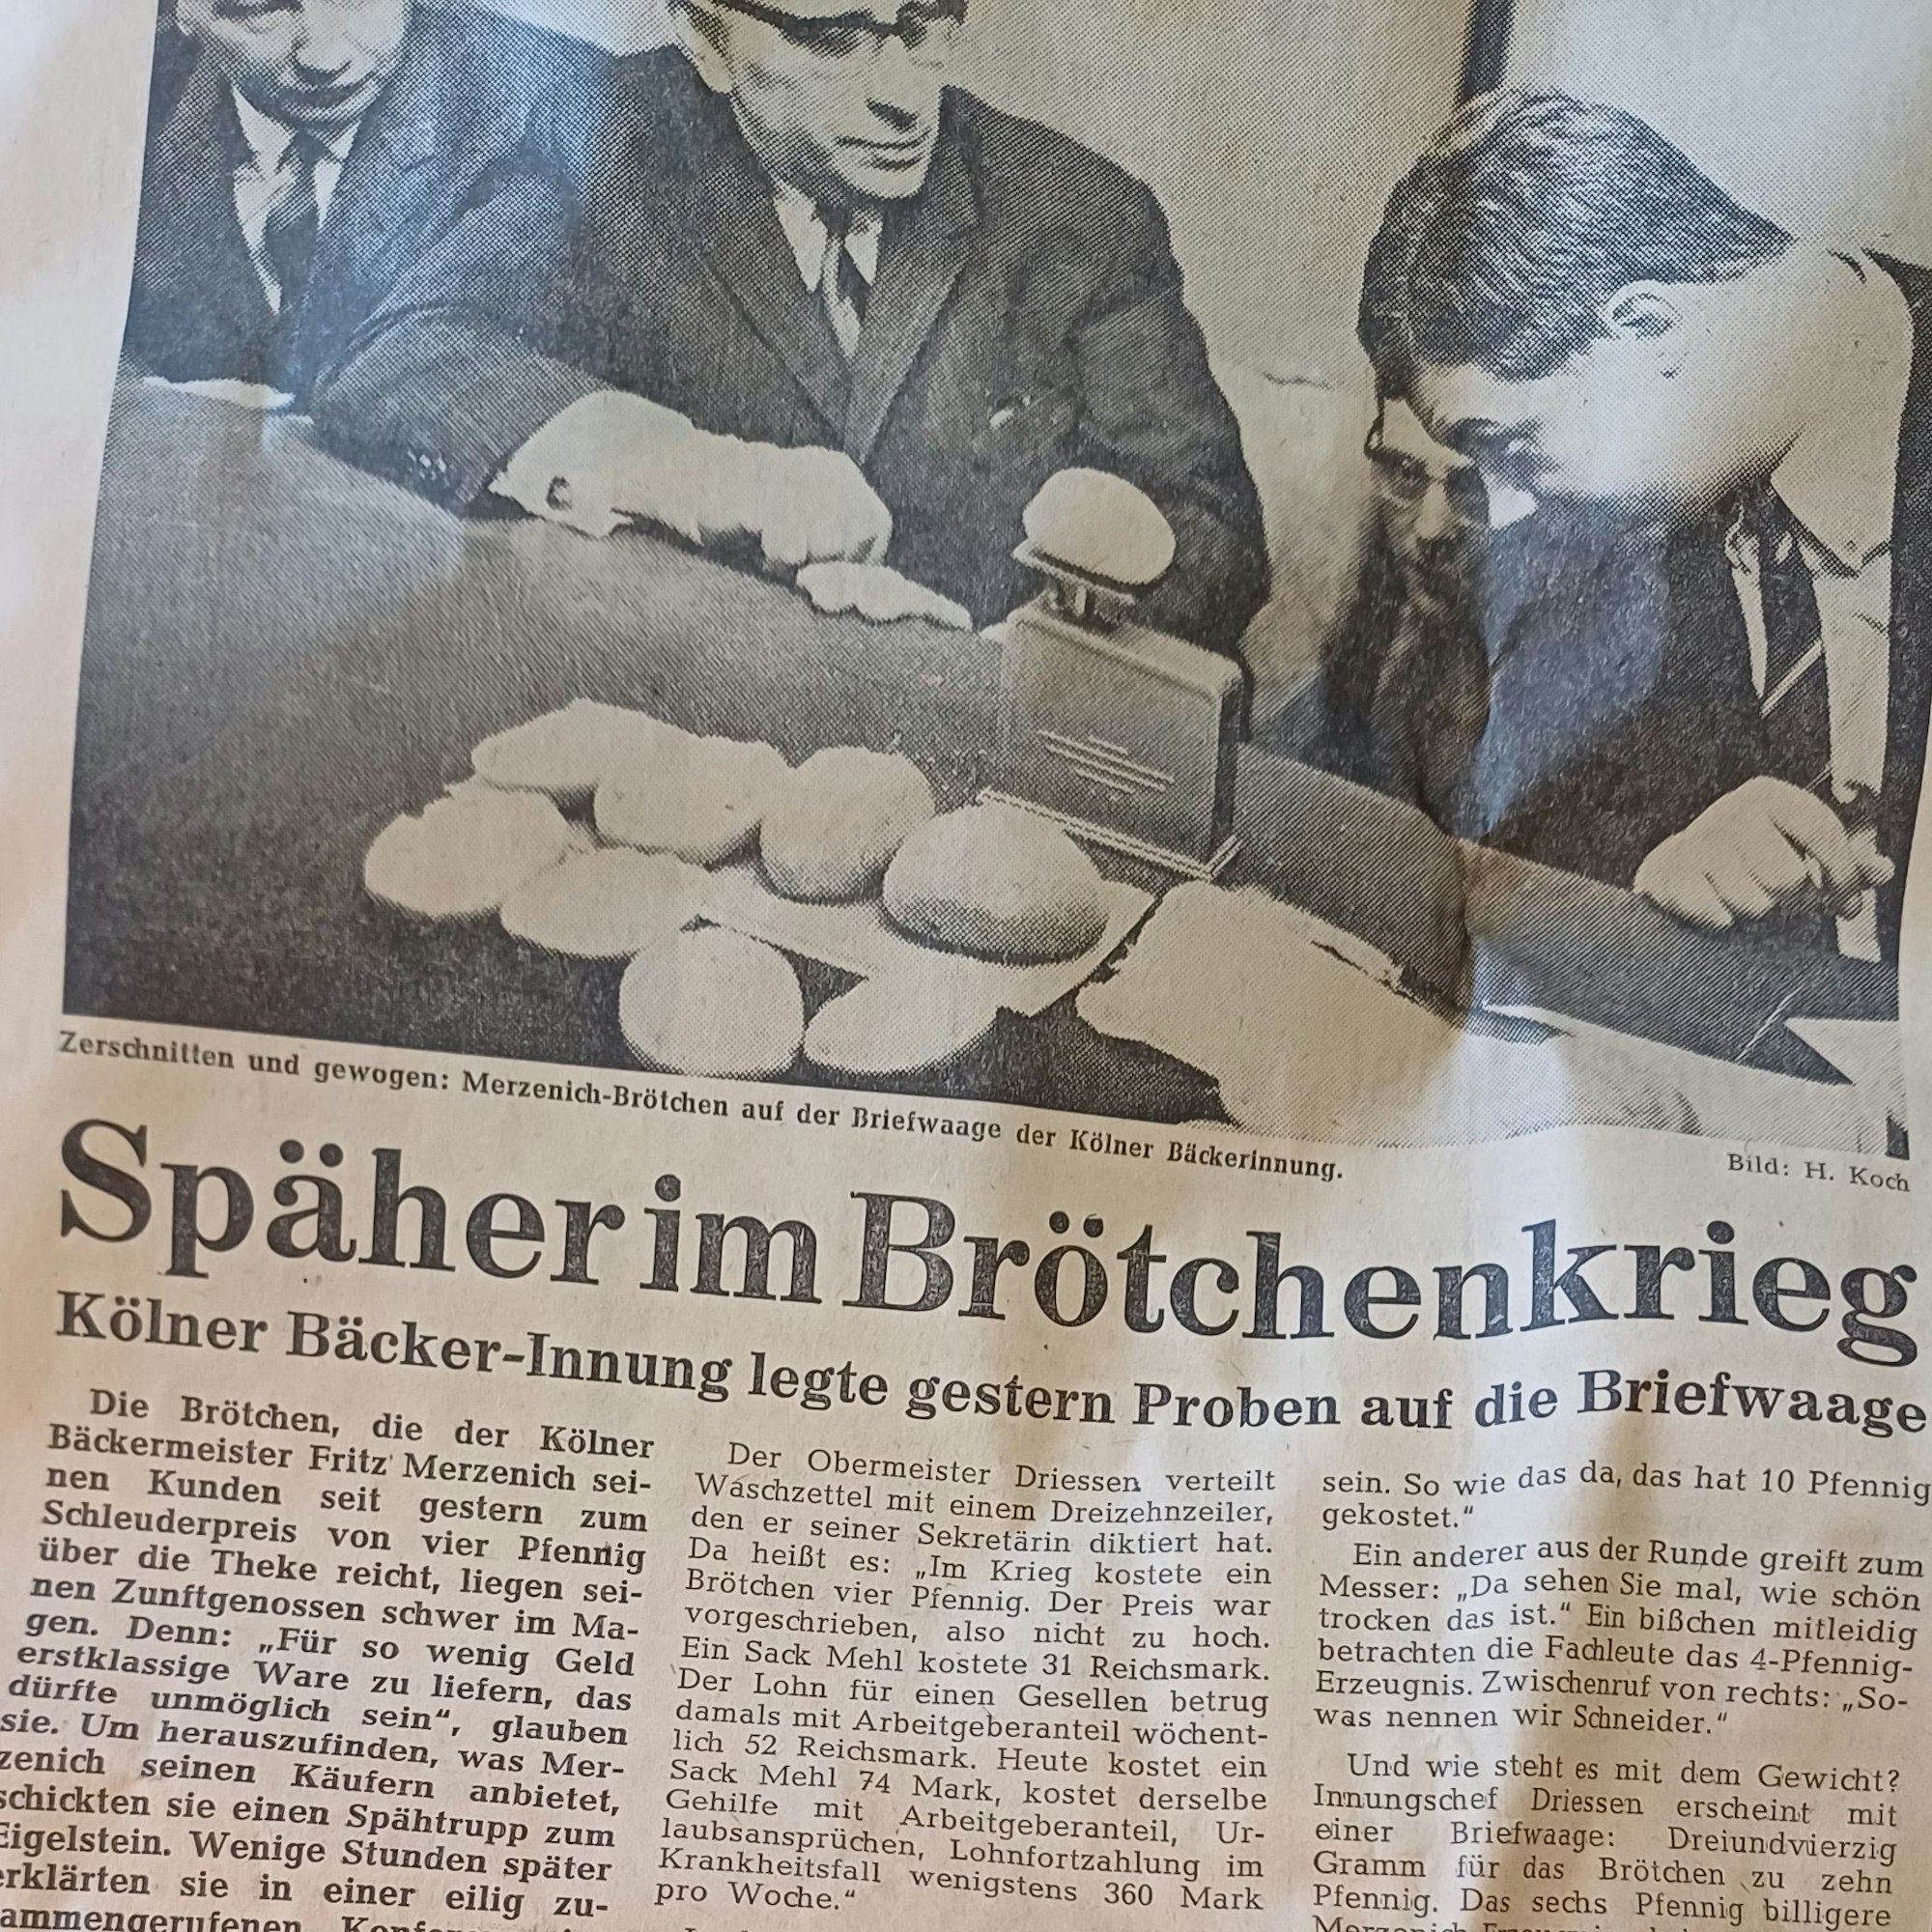 Zerschnitten und gewogen: Merzenich-Brötchen auf der Briefwaage der Kölner Bäckerinnung.
Bild: H. Koch
Späher im Brötchenkrieg
Kölner Bäcker-Innung legte gestern Proben auf die Briefwaage
Die Brötchen, die der Kölner
Bäckermeister Fritz Merzenich sei-
nen Kunden seit gestern zum
Schleuderpreis von vier Pfennig
über die Theke reicht, liegen sei-
nen Zunftgenossen schwer im Ma-
gen. Denn: „Für so wenig Geld
erstklassige Ware zu liefern, das
dürfte unmöglich sein“, glauben
sie. Um herauszufinden, was Mer-
zenich seinen Käufern anbietet,
schickten sie einen Spähtrupp zum
Eigelstein. Wenige Stunden später
erklärten sie in einer eilig zu-
ammengerufenen
Der Obermeister Driessen verteilt
Waschzettel mit einem Dreizehnzeiler,
den er seiner Sekretärin diktiert hat.
Da heißt es: „Im Krieg kostete ein
Brötchen vier Pfennig. Der Preis war
vorgeschrieben, also nicht zu hoch.
Ein Sack Mehl kostete 31 Reichsmark.
Der Lohn für einen Gesellen betrug
damals mit Arbeitgeberanteil wöchent-
lich 52 Reichsmark. Heute kostet ein
Sack Mehl 74 Mark, kostet derselbe
Gehilfe mit Arbeitgeberanteil, Ur-
laubsansprüchen, Lohnfortzahlung im
Krankheitsfall wenigstens 360 Mark
pro Woche.“
sein. So wie das da, das hat 10 Pfennig
gekostet.“
Ein anderer aus der Runde greift zum
Messer: „Da sehen Sie mal, wie schön
trocken das ist.“ Ein bißchen mitleidig
betrachten die Fachleute das 4-Pfennig-
Erzeugnis. Zwischenruf von rechts: „So-
was nennen wir Schneider.“
Und wie steht es mit dem Gewicht?
Innungschef Driessen erscheint mit
einer Briefwaage: Dreiundvierzig
Gramm für das Brötchen zu zehn
Pfennig. Das sechs Pfennig billigere